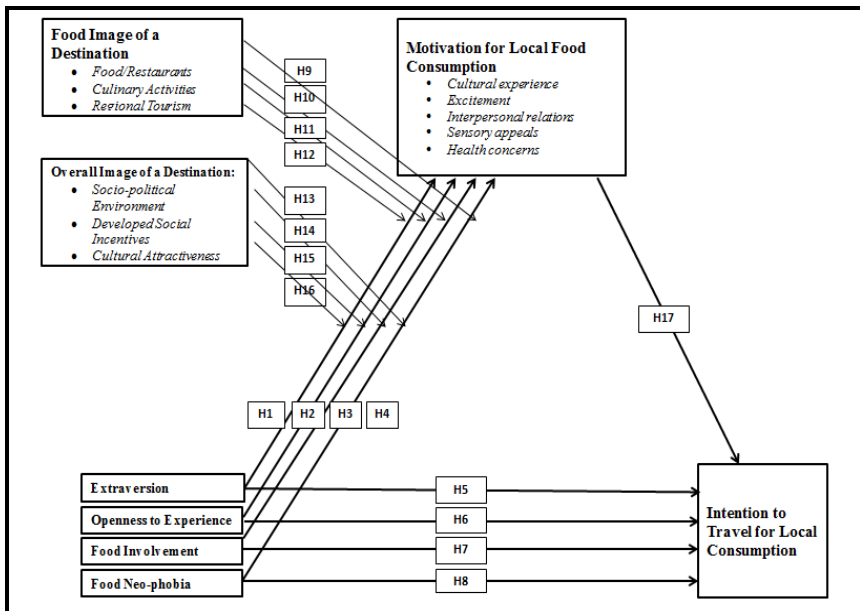 Food Image of a
Destination
• Food/Restaurants
• Culinary Activities
• Regional Tourism
Motivation for Local Food
Consumption
• Cultural experience
• Excitement
• Interpersonal relations
• Sensory appeals
• Health concerns
H9
H10
H11
H12
Overall Image of a Destination:
• Socio-political
Environment
• Developed Social
Incentives
• Cultural Attractiveness
H13
H14
H15
H16
H17
H1 H2 H3 H4
Extraversion
Openness to Experience
Food Involvement
Food Neo-phobia
H5
H6
H7
H8
Intention to
Travel for Local
Consumption